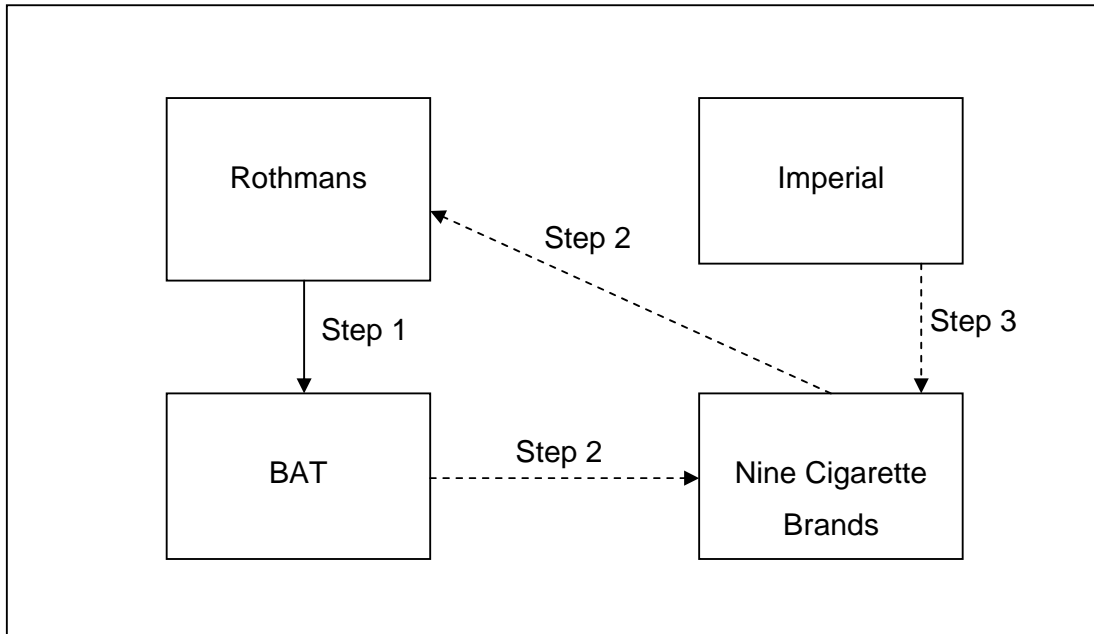 Rothmans
Imperial
Step 2
Step 3
Step 1
Step 2
BAT
Nine Cigarette
Brands